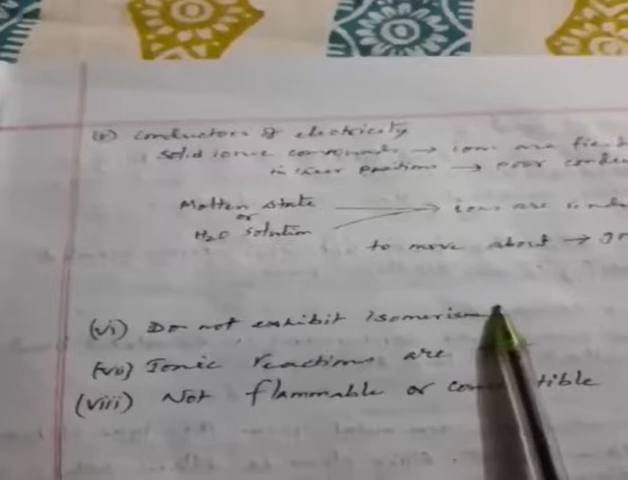 (v) Conductors of electricity
solid ionic compounds → ions are
in their positions → poor
Molten state → ions are
or
H₂O solution
to move about →
(vi) Do not exhibit isomerism
(vii) Ionic reactions are
(viii) Not flammable or